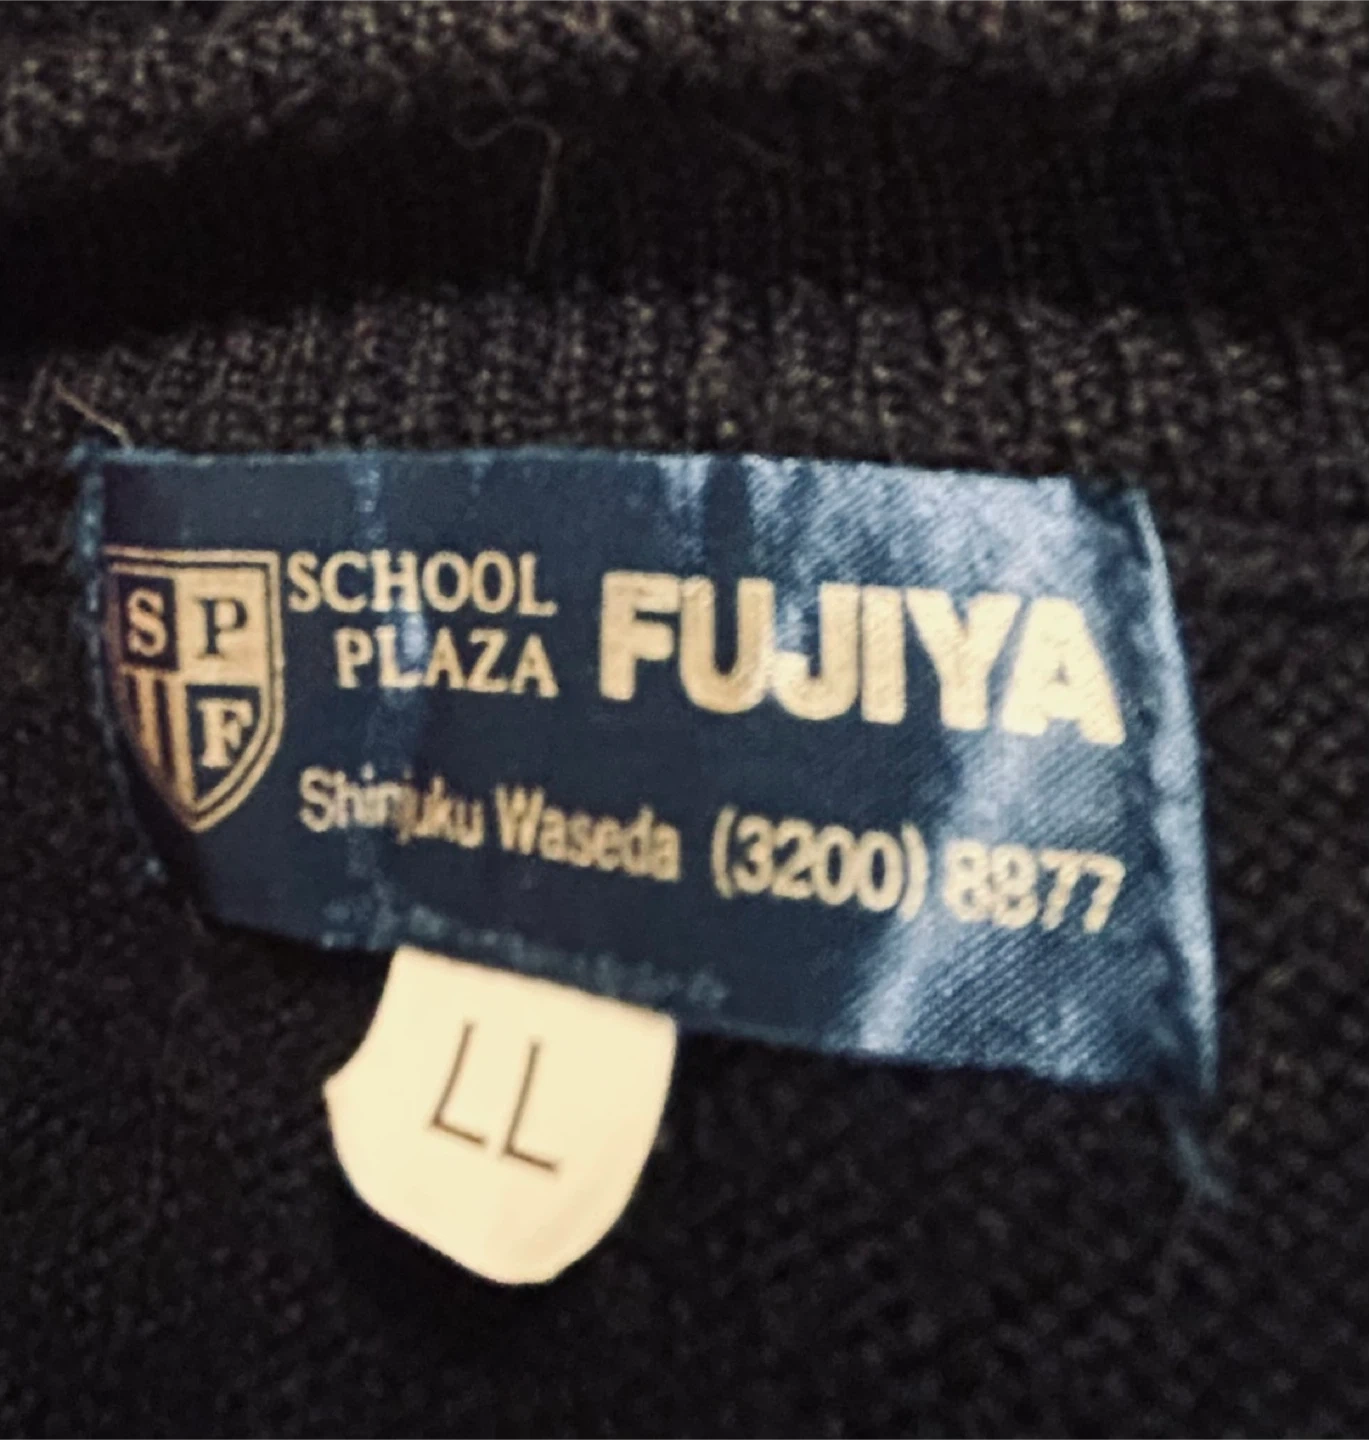 S P
F
SCHOOL
PLAZA
FUJIYA
Shinjuku Waseda (3200) 8877
LL